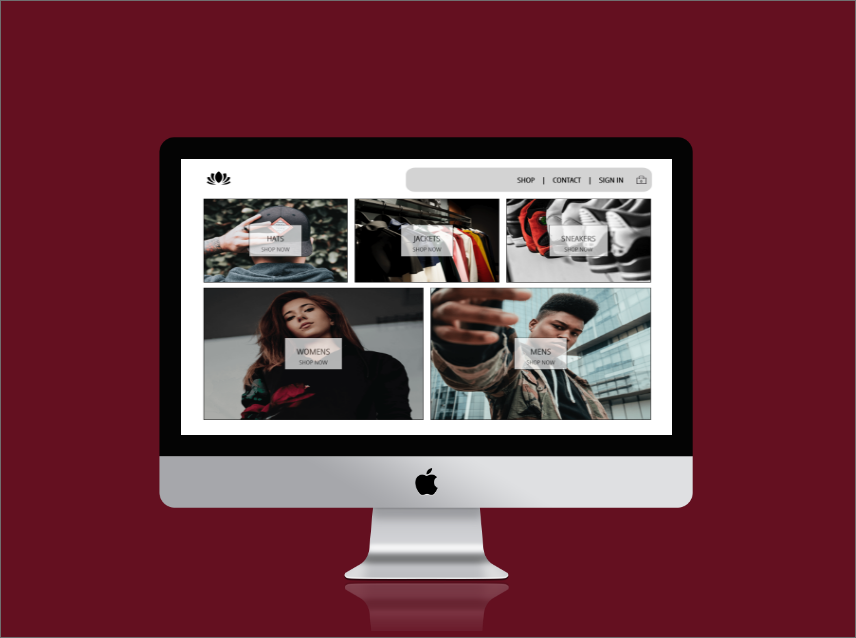 SHOP | CONTACT | SIGN IN
HATS
SHOP NOW
JACKETS
SHOP NOW
SNEAKERS
SHOP NOW
WOMENS
SHOP NOW
MENS
SHOP NOW